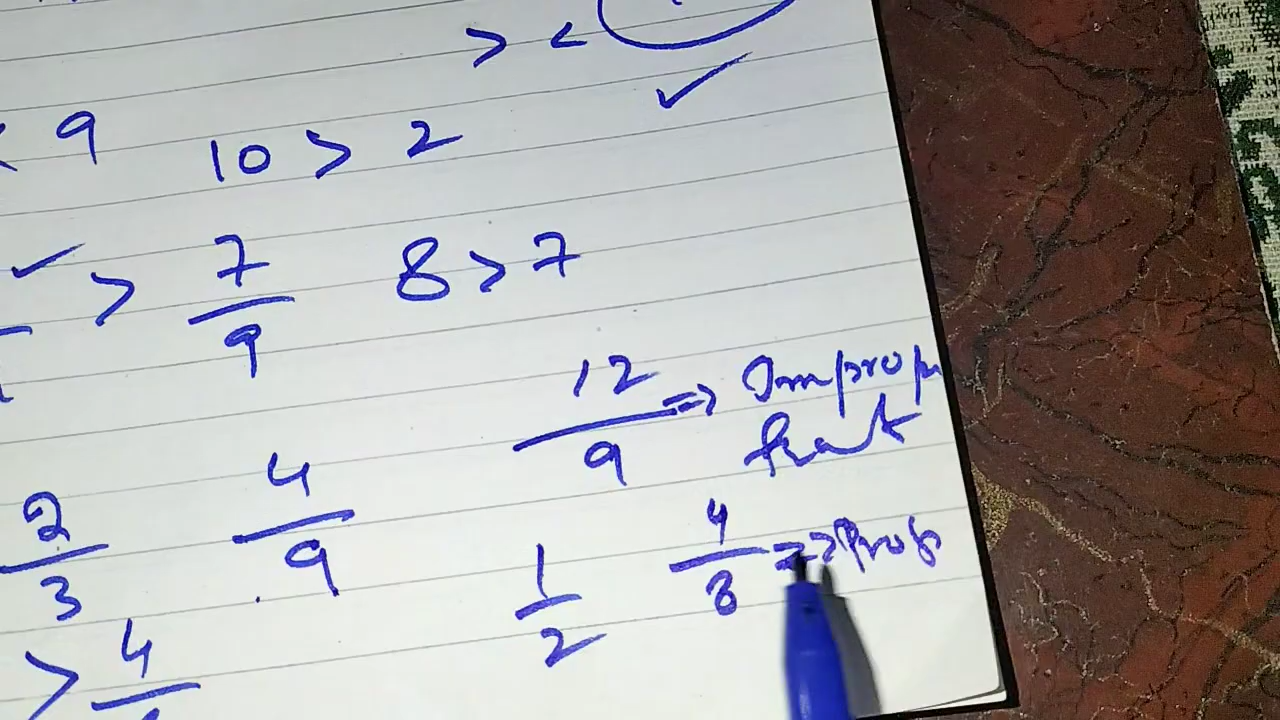 > <
< 9 10 > 2
> 7/9 8 > 7
12/9 => Improp
fract
2/3 4/9
1/2 4/8 => Prop
> 4